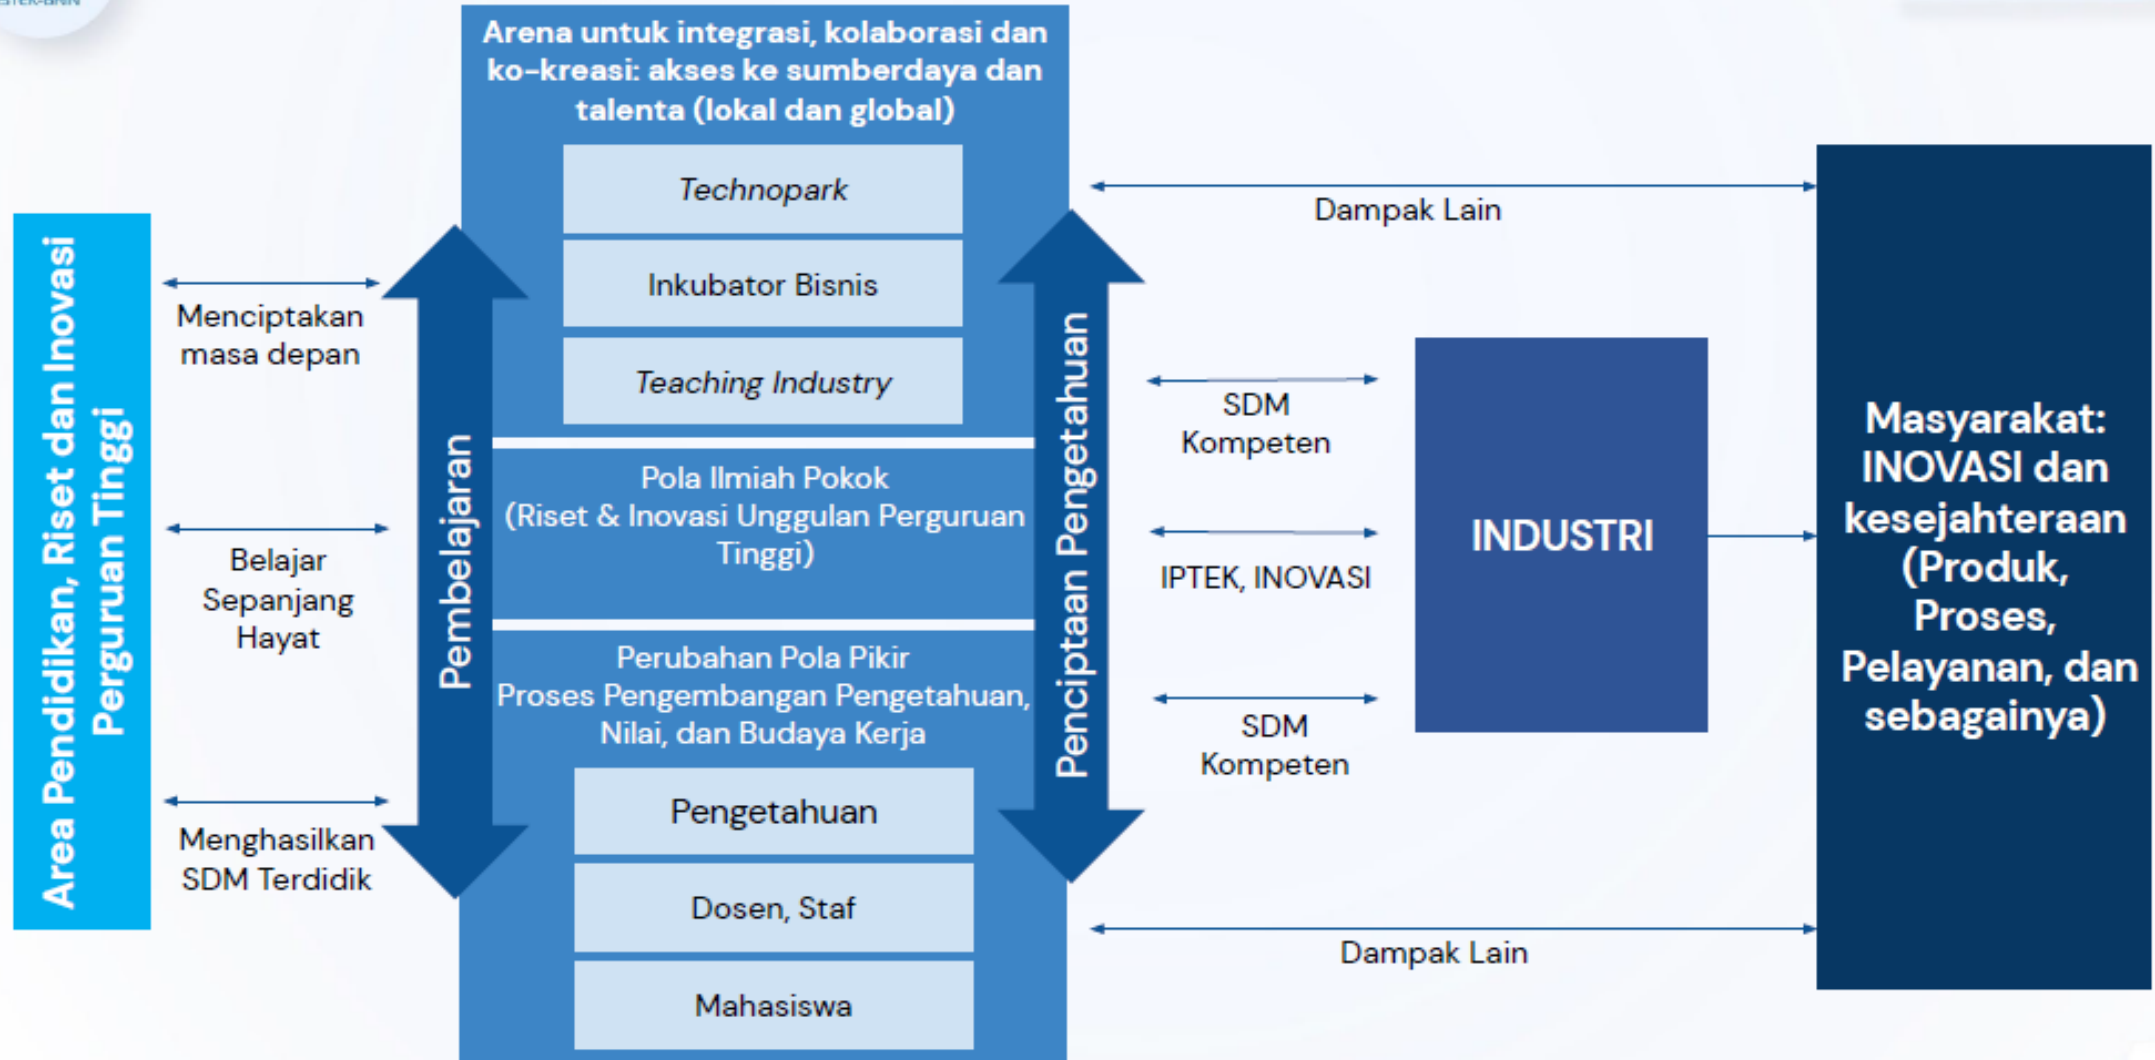 Arena untuk integrasi, kolaborasi dan
ko-kreasi: akses ke sumberdaya dan
talenta (lokal dan global)
Technopark
Inkubator Bisnis
Teaching Industry
Pola Ilmiah Pokok
(Riset & Inovasi Unggulan Perguruan
Tinggi)
Perubahan Pola Pikir
Proses Pengembangan Pengetahuan,
Nilai, dan Budaya Kerja
Pengetahuan
Dosen, Staf
Mahasiswa
Area Pendidikan, Riset dan Inovasi
Perguruan Tinggi
Menciptakan
masa depan
Belajar
Sepanjang
Hayat
Menghasilkan
SDM Terdidik
Pembelajaran
Penciptaan Pengetahuan
Dampak Lain
SDM
Kompeten
IPTEK, INOVASI
SDM
Kompeten
Dampak Lain
INDUSTRI
Masyarakat:
INOVASI dan
kesejahteraan
(Produk,
Proses,
Pelayanan, dan
sebagainya)